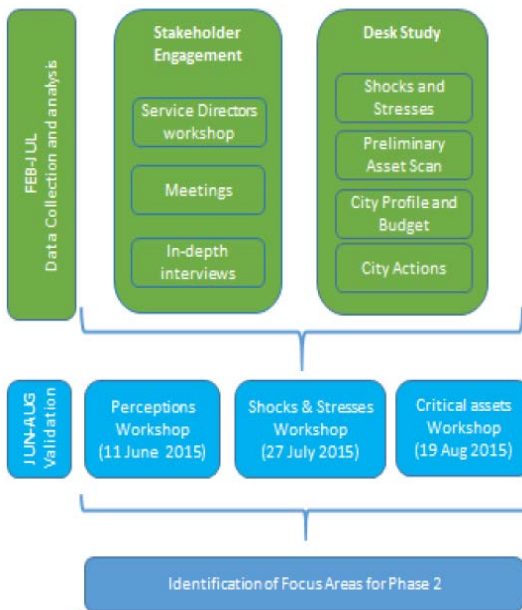 FEB-JUL
Data Collection and analysis
Stakeholder
Engagement
Service Directors
workshop
Meetings
In-depth
interviews
Desk Study
Shocks and
Stresses
Preliminary
Asset Scan
City Profile and
Budget
City Actions
JUN-AUG
Validation
Perceptions
Workshop
(11 June 2015)
Shocks & Stresses
Workshop
(27 July 2015)
Critical assets
Workshop
(19 Aug 2015)
Identification of Focus Areas for Phase 2